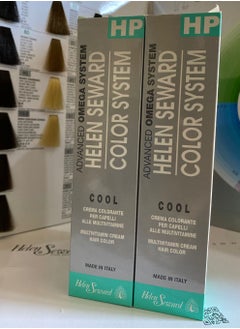 HP
HP
ADVANCED OMEGA SYSTEM
HELEN SEWARD
COLOR SYSTEM
ADVANCED OMEGA SYSTEM
HELEN SEWARD
COLOR SYSTEM
COOL
CREMA COLORANTE
PER CAPELLI
ALLE MULTIVITAMINE
MULTIVITAMIN CREAM
HAIR COLOR
MADE IN ITALY
Helen Seward
COOL
CREMA COLORANTE
PER CAPELLI
ALLE MULTIVITAMINE
MULTIVITAMIN CREAM
HAIR COLOR
MADE IN ITALY
Helen Seward
Helen Seward